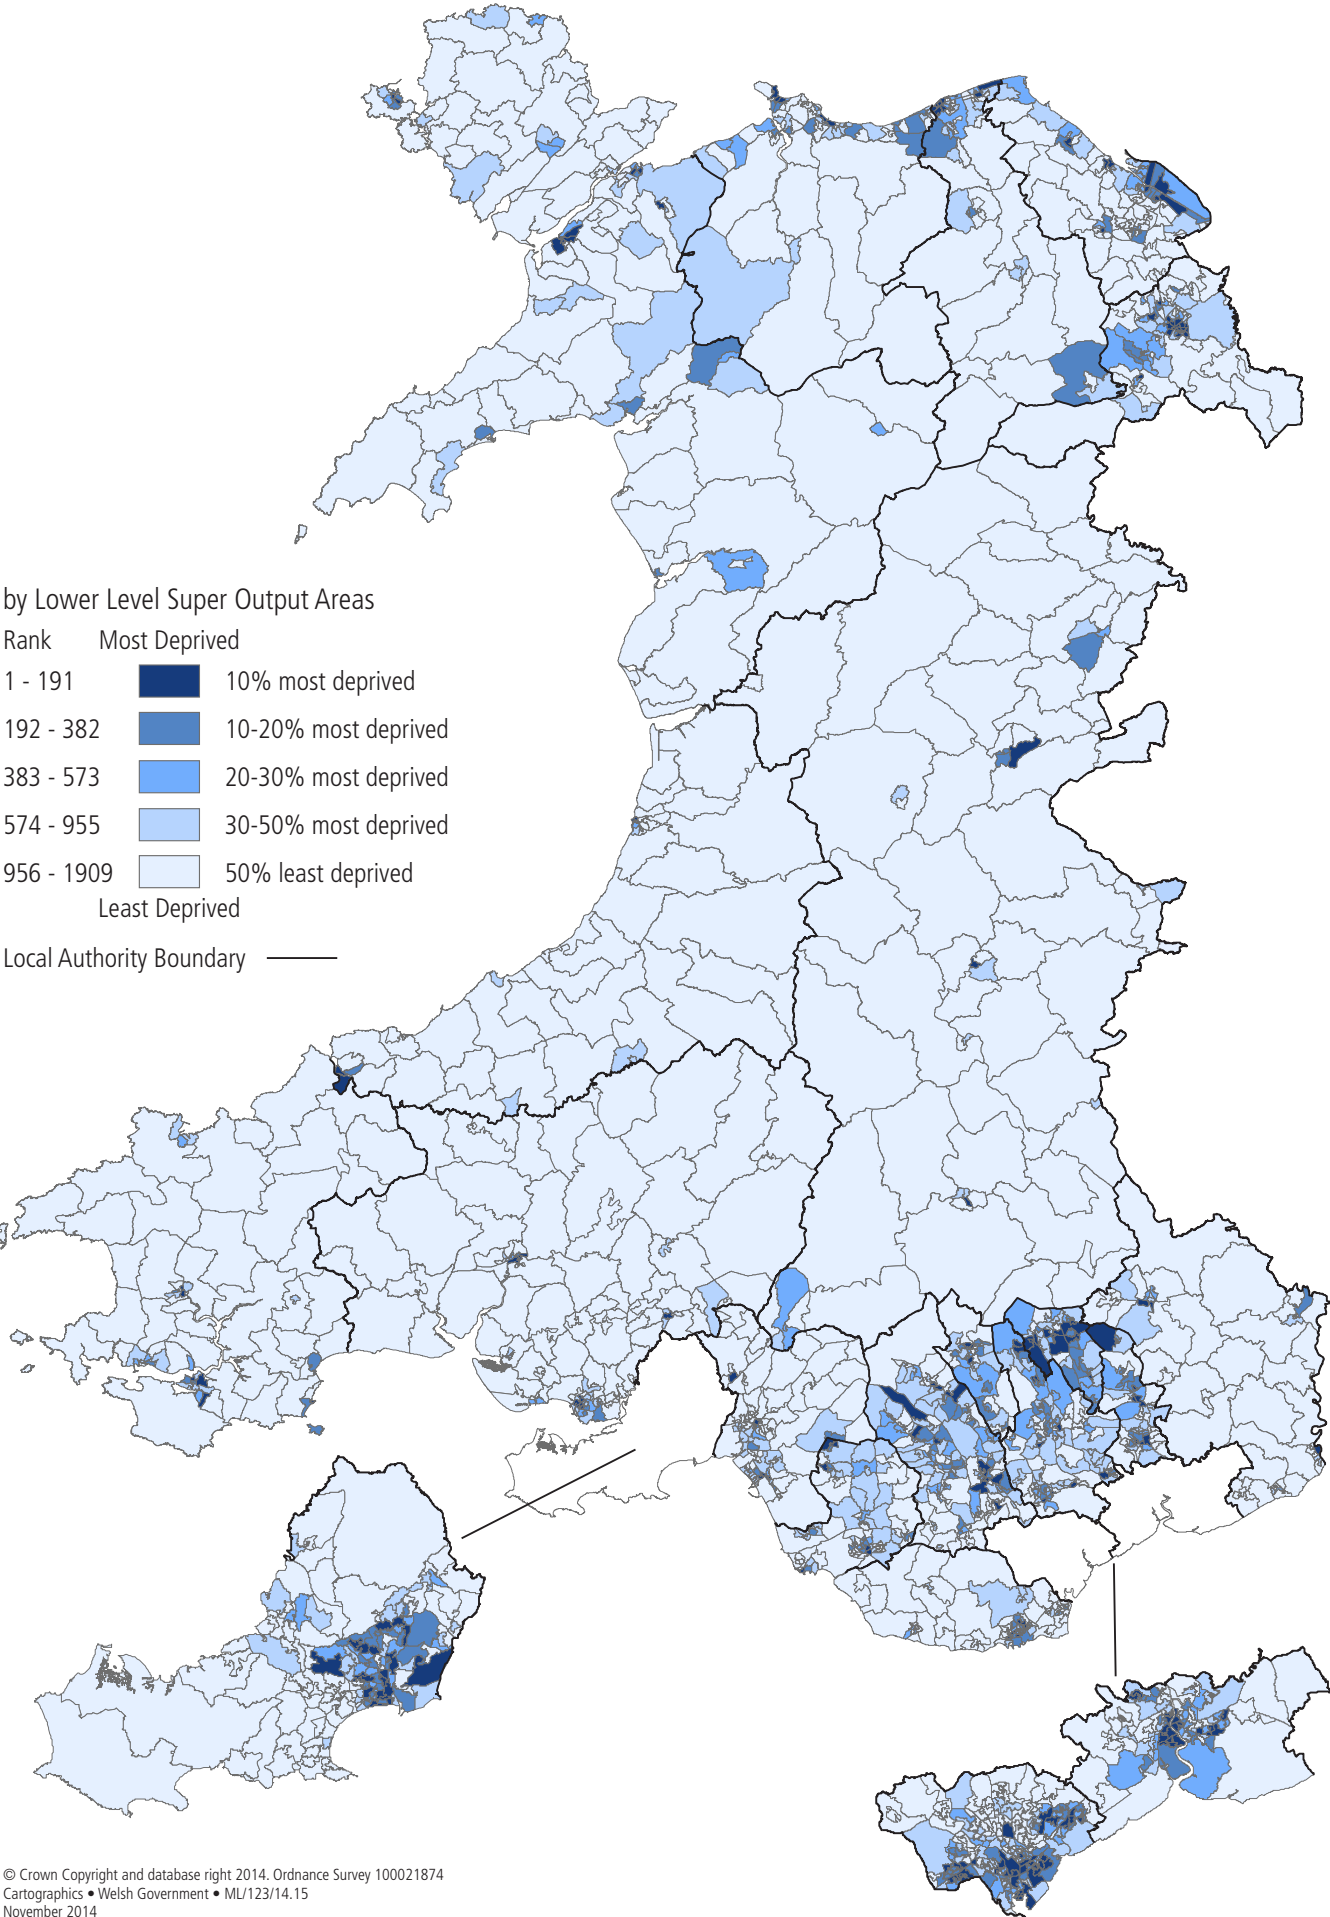 by Lower Level Super Output Areas
Rank Most Deprived
1 - 191 10% most deprived
192 - 382 10-20% most deprived
383 - 573 20-30% most deprived
574 - 955 30-50% most deprived
956 - 1909 50% least deprived
Least Deprived
Local Authority Boundary
© Crown Copyright and database right 2014. Ordnance Survey 100021874
Cartographics • Welsh Government • ML/123/14.15
November 2014